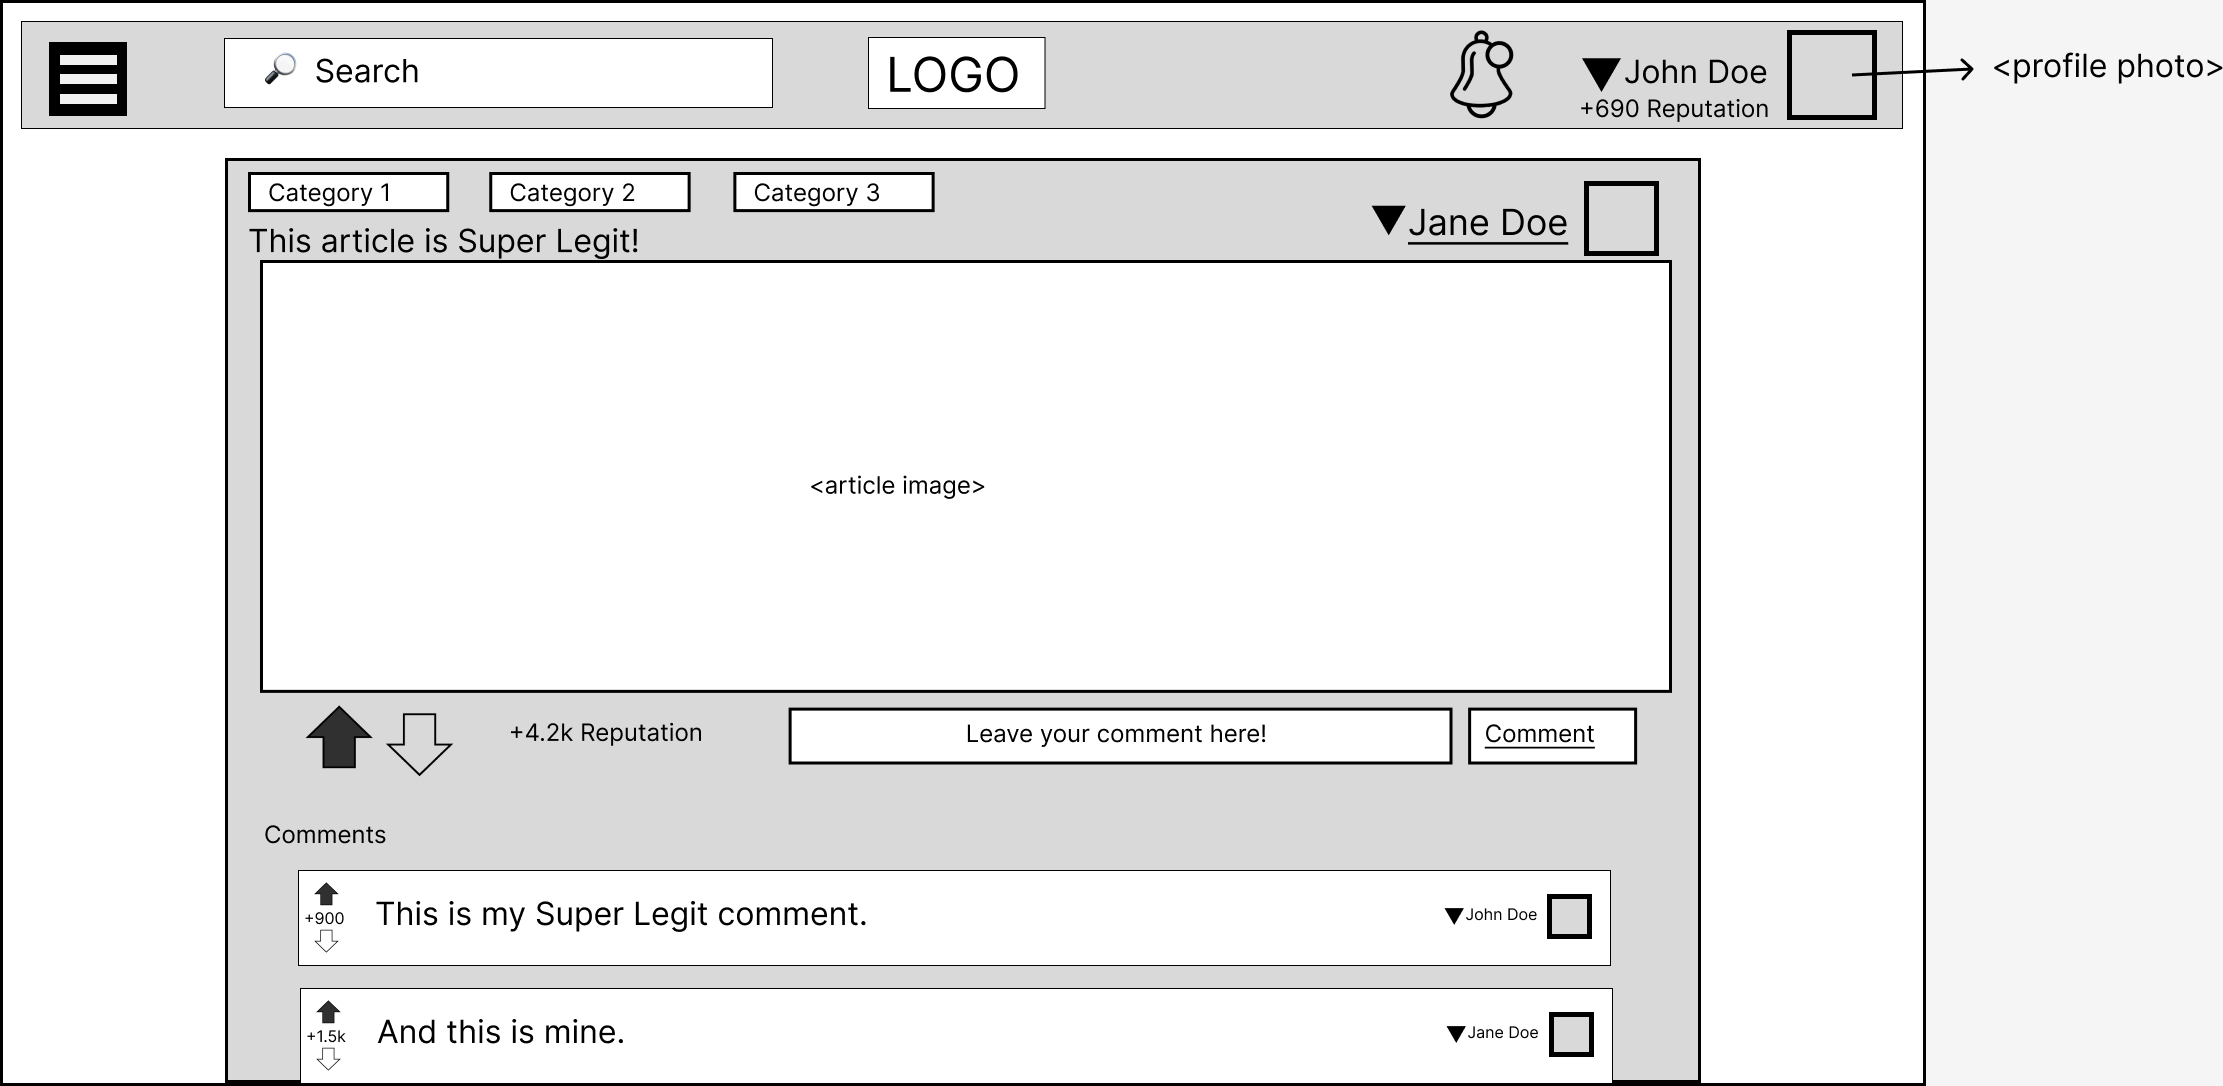 Search
LOGO
John Doe
+690 Reputation
<profile photo>
Category 1
Category 2
Category 3
This article is Super Legit!
Jane Doe
<article image>
+4.2k Reputation
Leave your comment here!
Comment
Comments
+900
This is my Super Legit comment.
John Doe
+1.5k
And this is mine.
Jane Doe